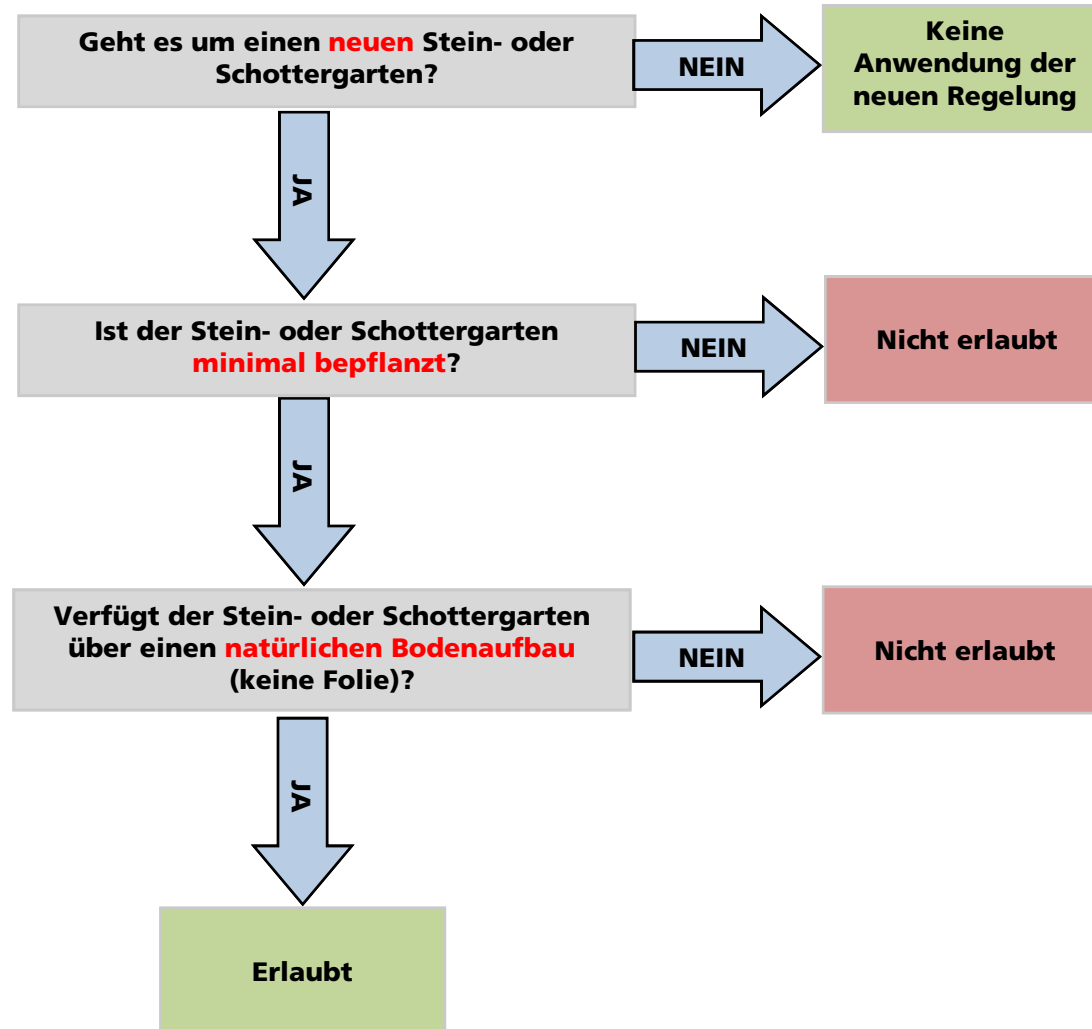 Geht es um einen neuen Stein- oder
Schottergarten?
NEIN
Keine
Anwendung der
neuen Regelung
JA
Ist der Stein- oder Schottergarten
minimal bepflanzt?
NEIN
Nicht erlaubt
JA
Verfügt der Stein- oder Schottergarten
über einen natürlichen Bodenaufbau
(keine Folie)?
NEIN
Nicht erlaubt
JA
Erlaubt